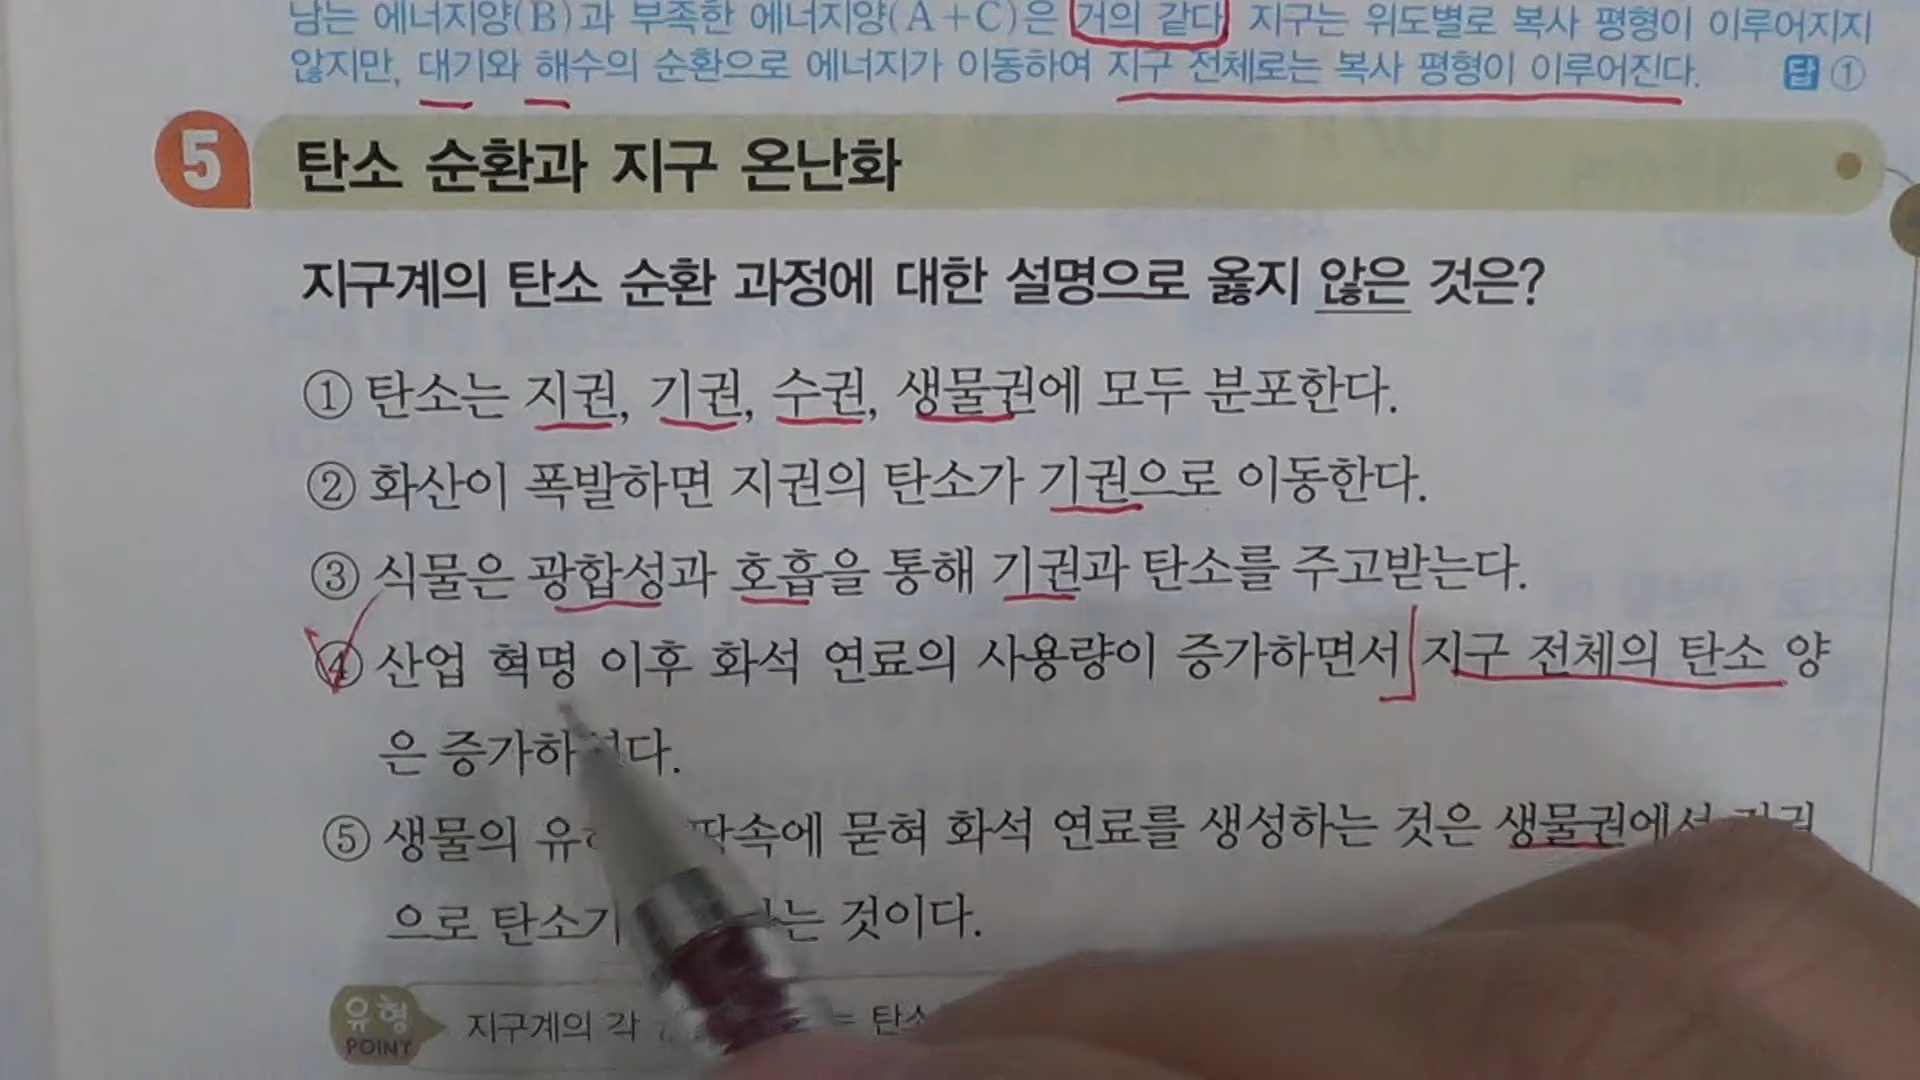 남는 에너지양(B)과 부족한 에너지양(A+C)은 거의 같다. 지구는 위도별로 복사 평형이 이루어지지
않지만, 대기와 해수의 순환으로 에너지가 이동하여 지구 전체로는 복사 평형이 이루어진다. 답 ①
5 탄소 순환과 지구 온난화
지구계의 탄소 순환 과정에 대한 설명으로 옳지 않은 것은?
① 탄소는 지권, 기권, 수권, 생물권에 모두 분포한다.
② 화산이 폭발하면 지권의 탄소가 기권으로 이동한다.
③ 식물은 광합성과 호흡을 통해 기권과 탄소를 주고받는다.
④ 산업 혁명 이후 화석 연료의 사용량이 증가하면서 지구 전체의 탄소 양
은 증가하였다.
⑤ 생물의 땅속에 묻혀 화석 연료를 생성하는 것은 생물권에서 지권
으로 것이다.
유형 POINT 지구계의 각